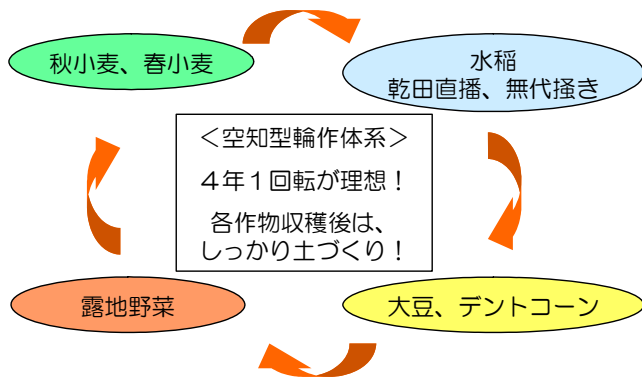 秋小麦、春小麦
水稲
乾田直播、無代掻き
＜空知型輪作体系＞
４年１回転が理想！
各作物収穫後は、
しっかり土づくり！
露地野菜
大豆、デントコーン